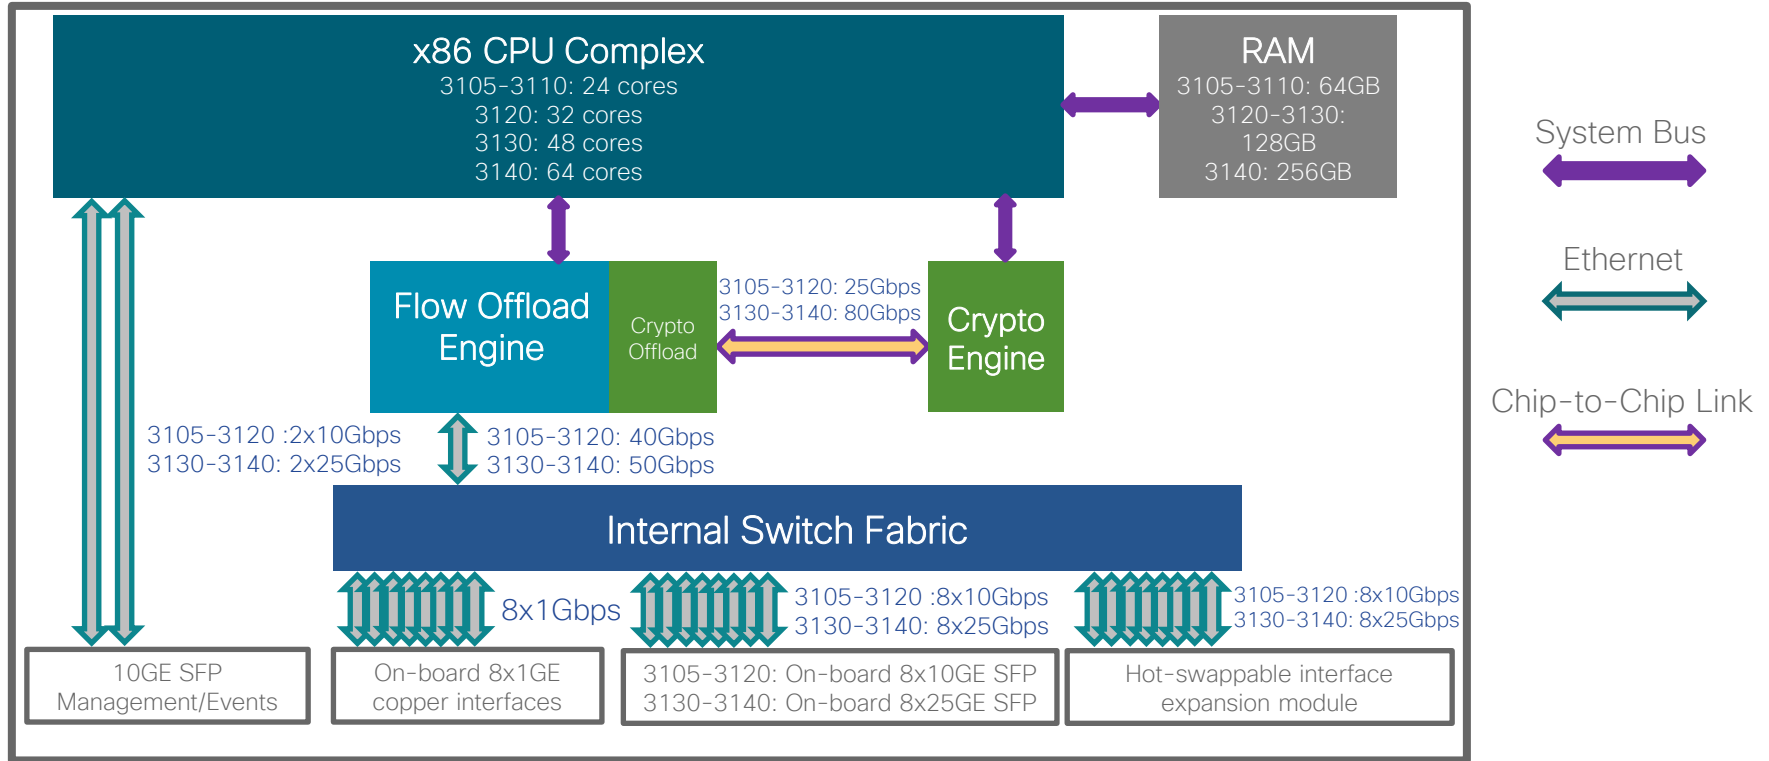 x86 CPU Complex
3105-3110: 24 cores
3120: 32 cores
3130: 48 cores
3140: 64 cores
RAM
3105-3110: 64GB
3120-3130:
128GB
3140: 256GB
System Bus
Ethernet
Chip-to-Chip Link
Flow Offload
Engine
Crypto
Offload
3105-3120: 25Gbps
3130-3140: 80Gbps
Crypto
Engine
3105-3120 :2x10Gbps
3130-3140: 2x25Gbps
3105-3120: 40Gbps
3130-3140: 50Gbps
Internal Switch Fabric
8x1Gbps
3105-3120 :8x10Gbps
3130-3140: 8x25Gbps
3105-3120 :8x10Gbps
3130-3140: 8x25Gbps
10GE SFP
Management/Events
On-board 8x1GE
copper interfaces
3105-3120: On-board 8x10GE SFP
3130-3140: On-board 8x25GE SFP
Hot-swappable interface
expansion module